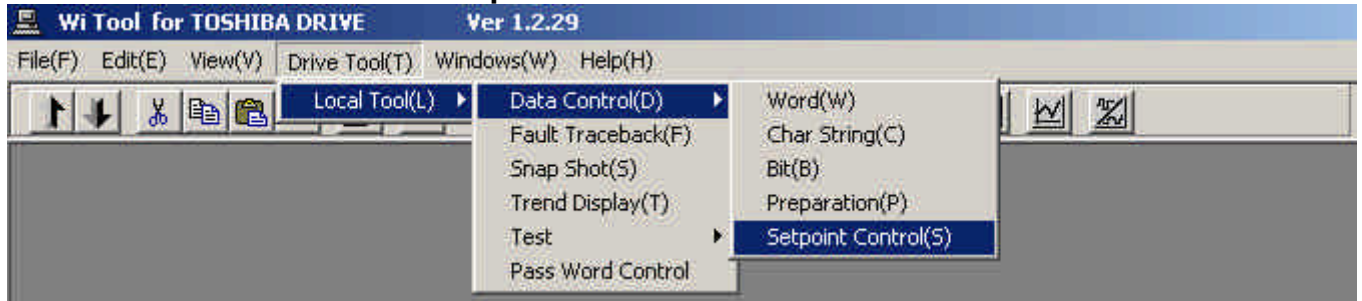 Wi Tool for TOSHIBA DRIVE Ver 1.2.29
File(F) Edit(E) View(V) Drive Tool(T) Windows(W) Help(H)
Local Tool(L)
Data Control(D)
Fault Traceback(F)
Snap Shot(S)
Trend Display(T)
Test
Pass Word Control
Word(W)
Char String(C)
Bit(B)
Preparation(P)
Setpoint Control(S)